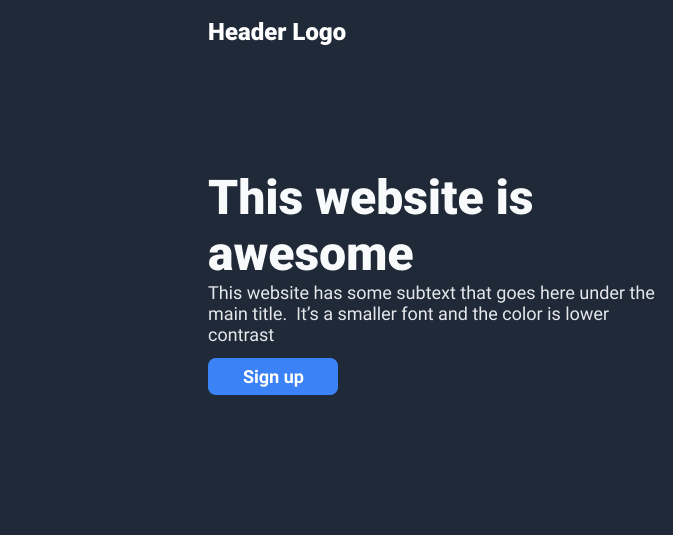 Header Logo
This website is
awesome
This website has some subtext that goes here under the
main title.  It’s a smaller font and the color is lower
contrast
Sign up